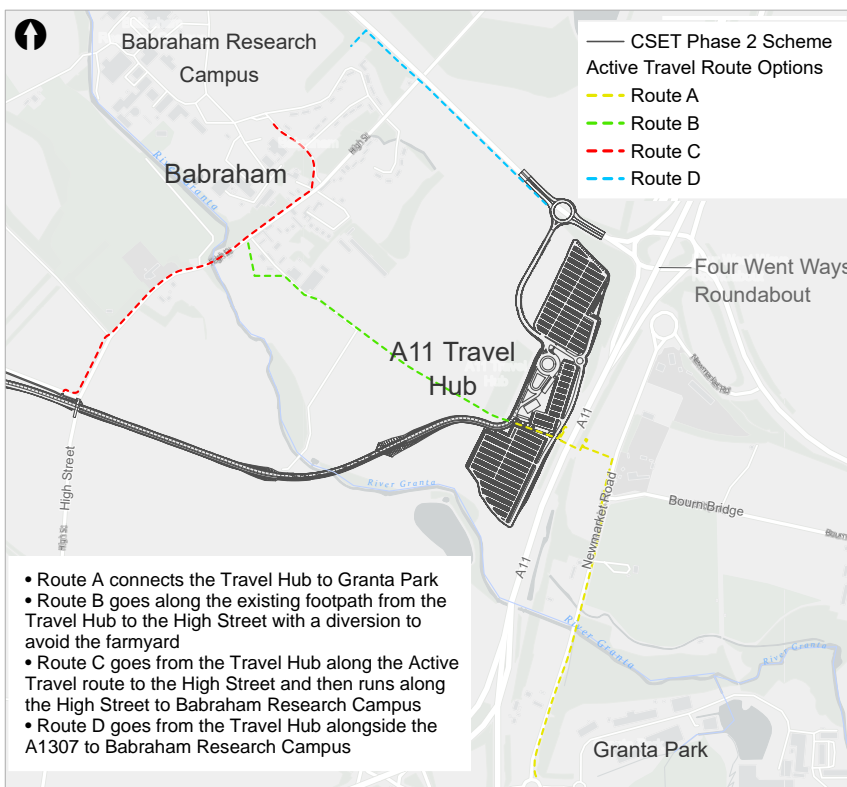 Babraham Research
Campus
CSET Phase 2 Scheme
Active Travel Route Options
Route A
Route B
Route C
Route D
High St
Babraham
River Granta
Four Went Ways
Roundabout
A11 Travel
Hub
A11
High Street
River Granta
Newmarket Road
Bourn Bridge
High St
A11
River Granta
River Granta
Granta Park
• Route A connects the Travel Hub to Granta Park
• Route B goes along the existing footpath from the
Travel Hub to the High Street with a diversion to
avoid the farmyard
• Route C goes from the Travel Hub along the Active
Travel route to the High Street and then runs along
the High Street to Babraham Research Campus
• Route D goes from the Travel Hub alongside the
A1307 to Babraham Research Campus